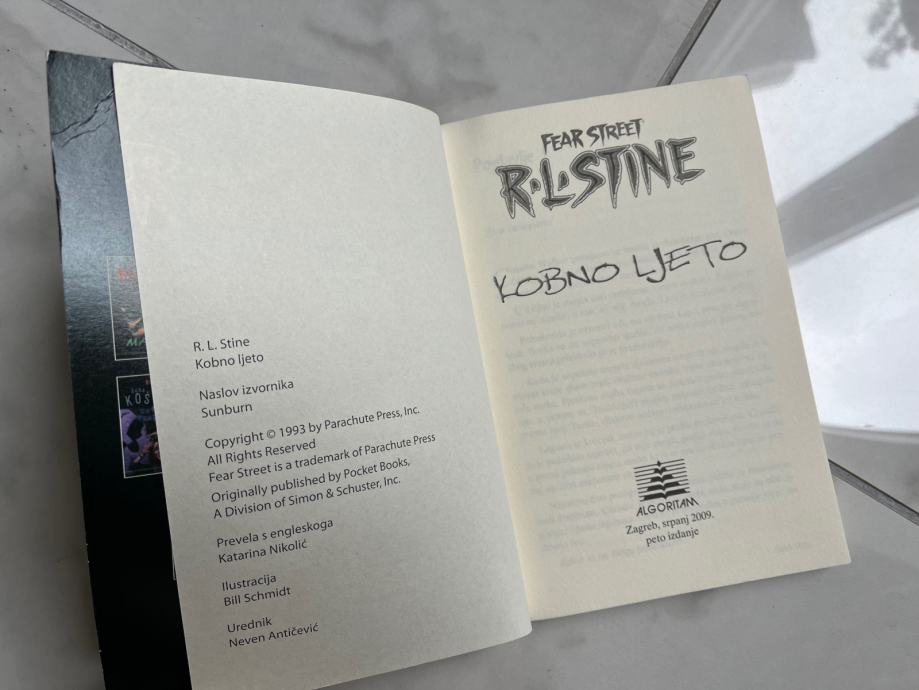 R. L. Stine
Kobno ljeto
Naslov izvornika
Sunburn
Copyright © 1993 by Parachute Press, Inc.
All Rights Reserved
Fear Street is a trademark of Parachute Press
Originally published by Pocket Books,
A Division of Simon & Schuster, Inc.
Prevela s engleskoga
Katarina Nikolić
Ilustracija
Bill Schmidt
Urednik
Neven Antičević
FEAR STREET
R.L.STINE
KOBNO LJETO
ALGORITAM
Zagreb, srpanj 2009.
peto izdanje